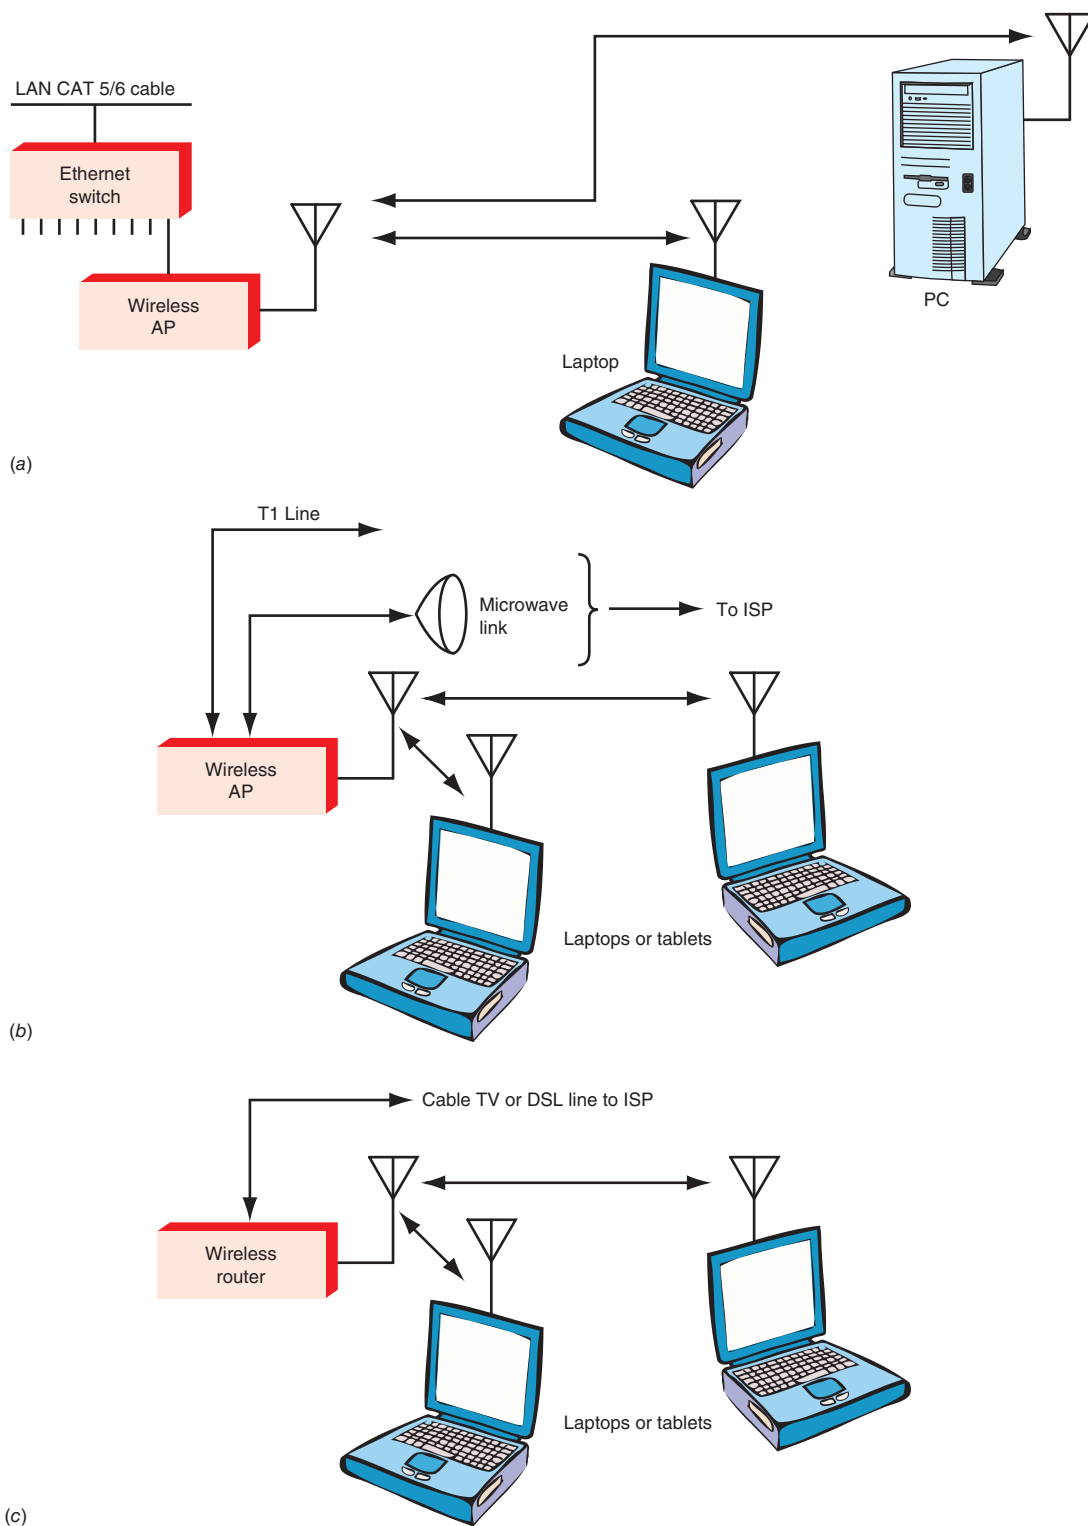 LAN CAT 5/6 cable
Ethernet
switch
Wireless
AP
Laptop
PC
(a)
T1 Line
Microwave
link
To ISP
Wireless
AP
Laptops or tablets
(b)
Cable TV or DSL line to ISP
Wireless
router
Laptops or tablets
(c)